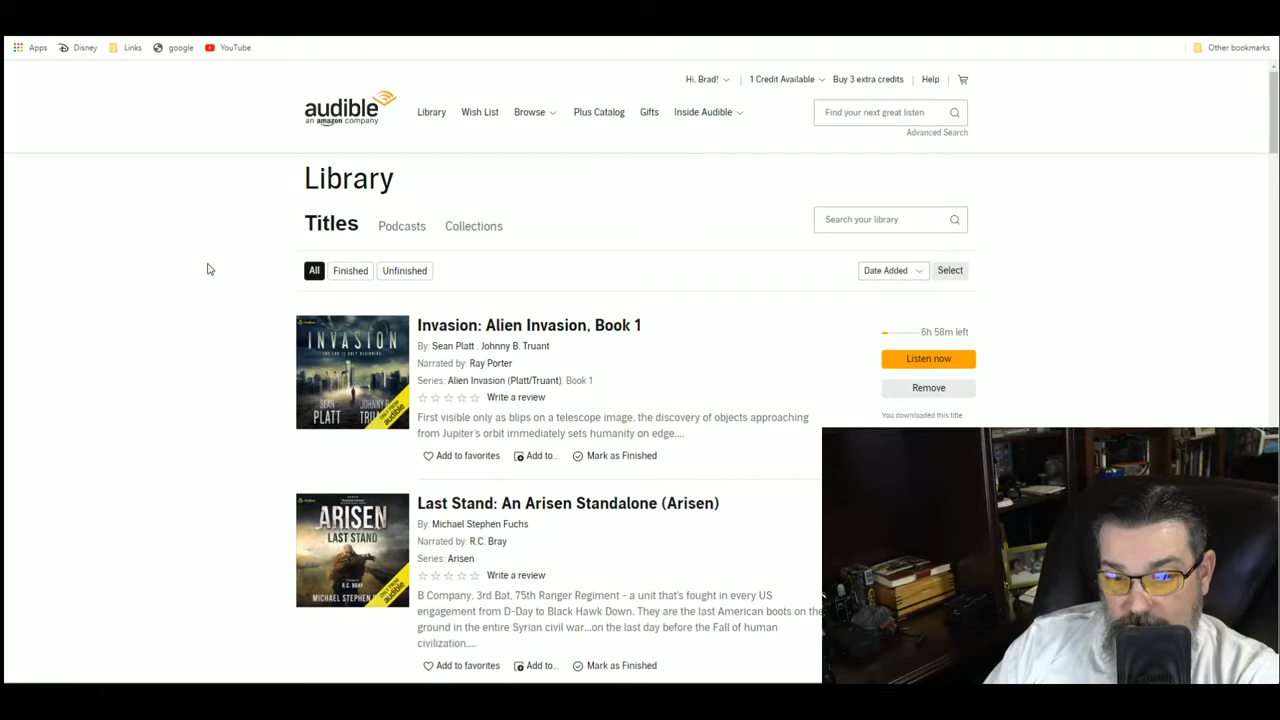 Apps Disney Links google YouTube Other bookmarks
Hi, Brad! 1 Credit Available Buy 3 extra credits Help
audible
an amazon company
Library Wish List Browse Plus Catalog Gifts Inside Audible
Find your next great listen
Advanced Search
Library
Titles Podcasts Collections
Search your library
All Finished Unfinished
Date Added Select
INVASION
SEAN
PLATT
ONLY FROM
audible
Invasion: Alien Invasion, Book 1
By: Sean Platt , Johnny B. Truant
Narrated by: Ray Porter
Series: Alien Invasion (Platt/Truant), Book 1
Write a review
First visible only as blips on a telescope image, the discovery of objects approaching
from Jupiter's orbit immediately sets humanity on edge....
Add to favorites Add to... Mark as Finished
6h 58m left
Listen now
Remove
You downloaded this title
ARISEN
LAST STAND
R.C. BRAY
MICHAEL STEPHEN
ONLY FROM
audible
Last Stand: An Arisen Standalone (Arisen)
By: Michael Stephen Fuchs
Narrated by: R.C. Bray
Series: Arisen
Write a review
B Company, 3rd Bat, 75th Ranger Regiment - a unit that's fought in every US
engagement from D-Day to Black Hawk Down. They are the last American boots on the
ground in the entire Syrian civil war...on the last day before the Fall of human
civilization....
Add to favorites Add to... Mark as Finished